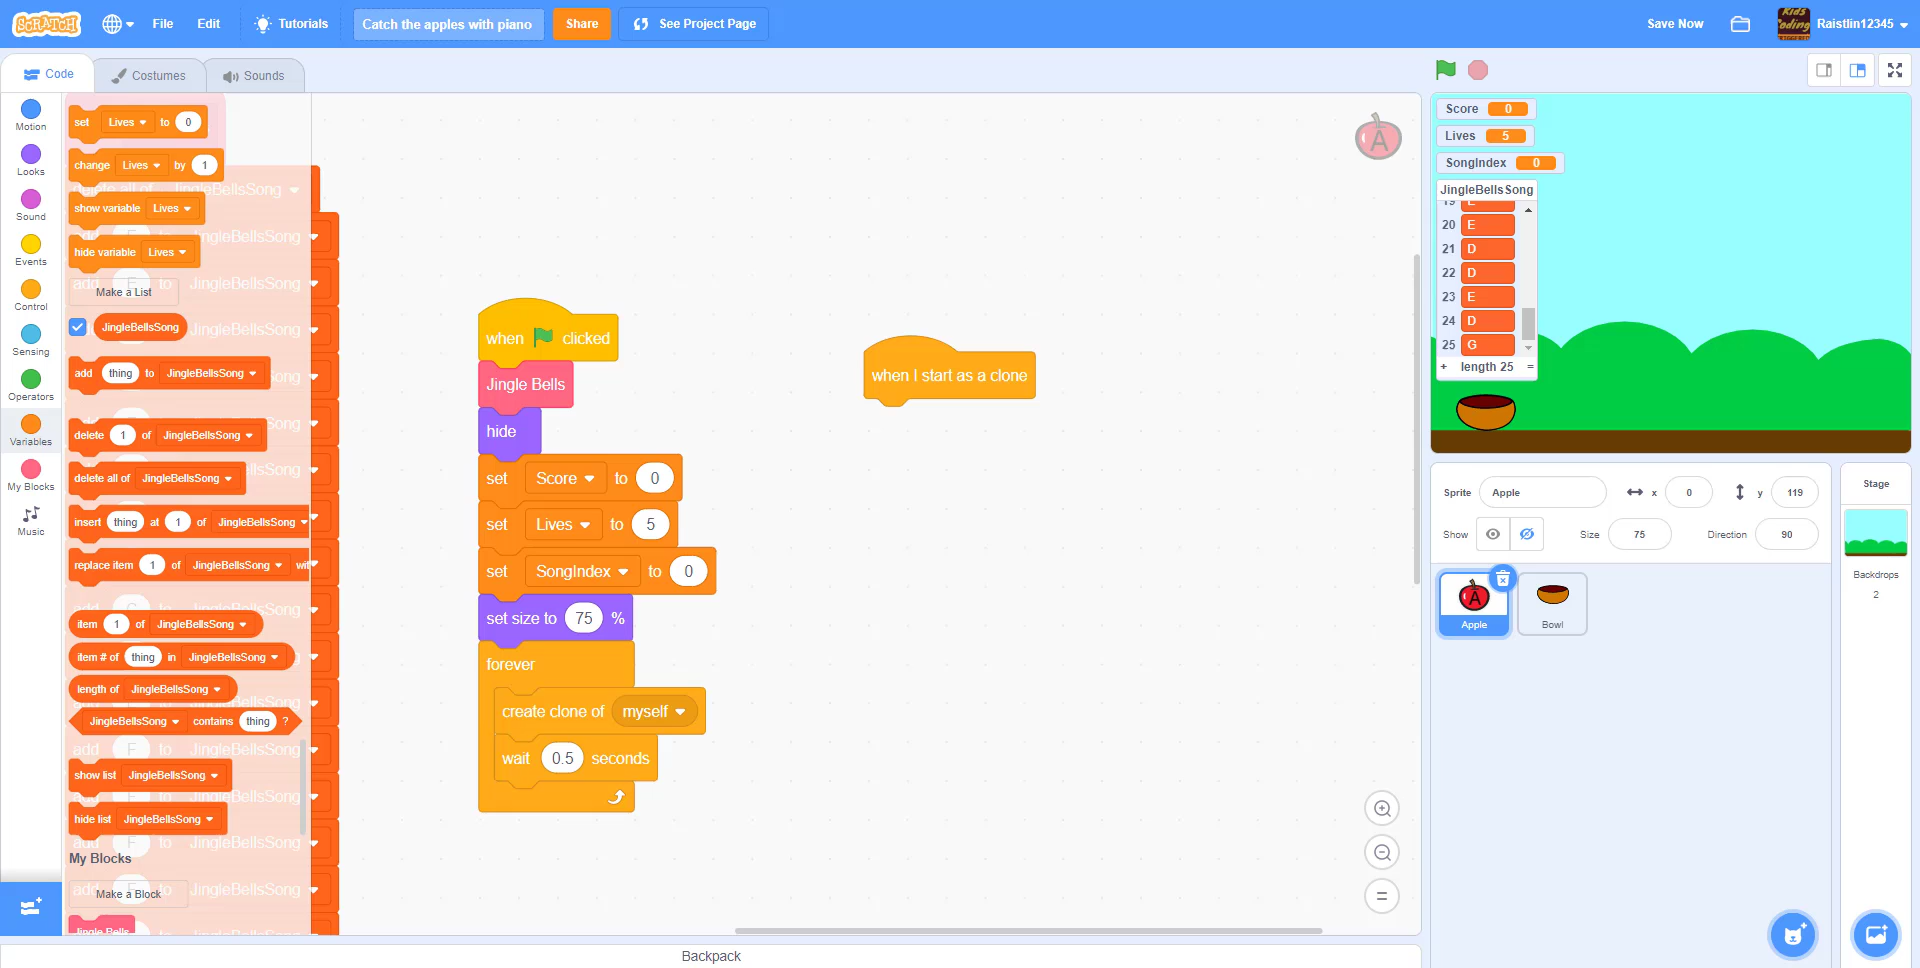 SCRATCH
File
Edit
Tutorials
Catch the apples with piano
Share
See Project Page
Save Now
Raistlin12345
Code
Costumes
Sounds
Motion
Looks
Sound
Events
Control
Sensing
Operators
Variables
My Blocks
Music
set Lives to 0
change Lives by 1
delete all of JingleBellsSong
show variable Lives
hide variable Lives
Make a List
JingleBellsSong
add thing to JingleBellsSong
delete 1 of JingleBellsSong
delete all of JingleBellsSong
insert thing at 1 of JingleBellsSong
replace item 1 of JingleBellsSong
item 1 of JingleBellsSong
item # of thing in JingleBellsSong
length of JingleBellsSong
JingleBellsSong contains thing ?
show list JingleBellsSong
hide list JingleBellsSong
My Blocks
Make a Block
Jingle Bells
when clicked
Jingle Bells
hide
set Score to 0
set Lives to 5
set SongIndex to 0
set size to 75 %
forever
create clone of myself
wait 0.5 seconds
when I start as a clone
A
Score 0
Lives 5
SongIndex 0
JingleBellsSong
19 E
20 E
21 D
22 D
23 E
24 D
25 G
+ length 25 =
Sprite Apple x 0 y 119
Show Size 75 Direction 90
A
Apple
Bowl
Stage
Backdrops
2
Backpack